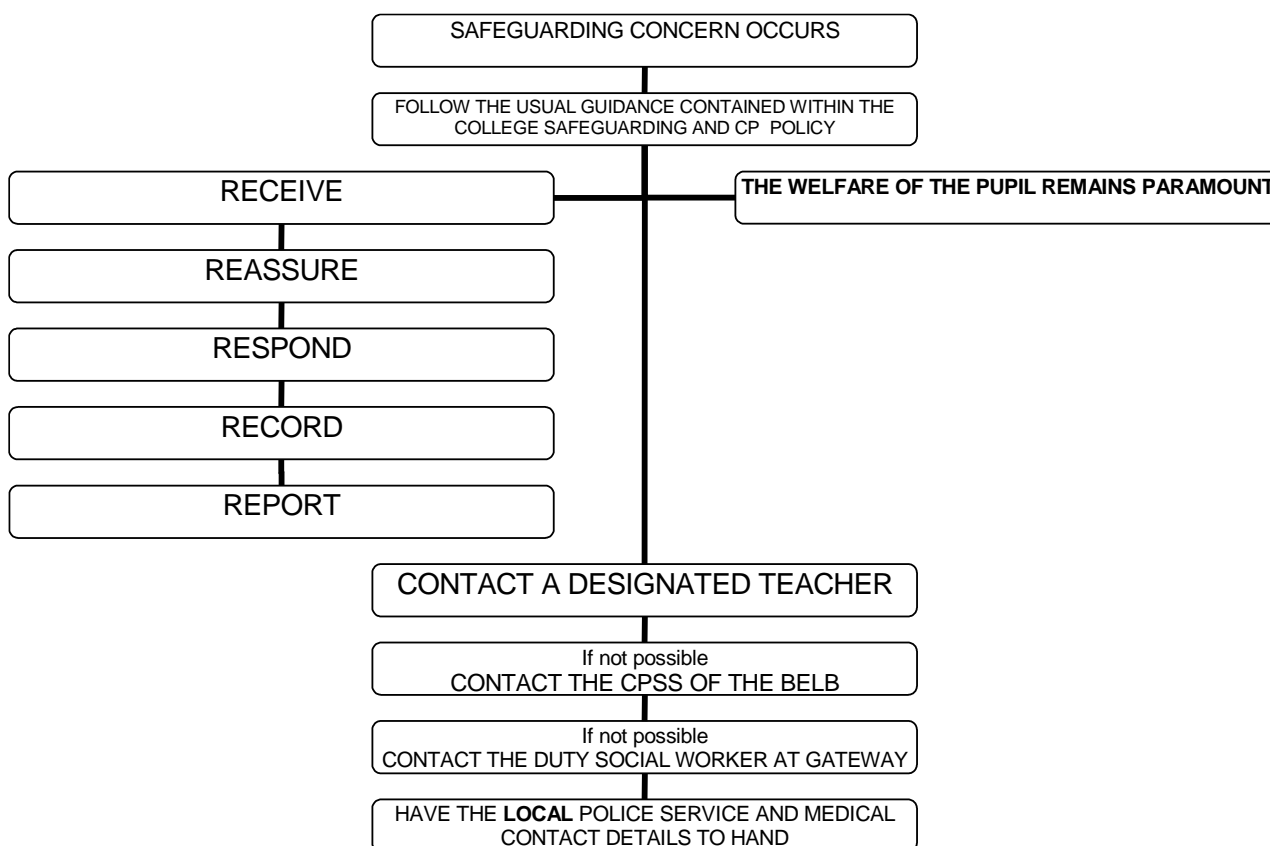 SAFEGUARDING CONCERN OCCURS
FOLLOW THE USUAL GUIDANCE CONTAINED WITHIN THE
COLLEGE SAFEGUARDING AND CP POLICY
RECEIVE
THE WELFARE OF THE PUPIL REMAINS PARAMOUNT
REASSURE
RESPOND
RECORD
REPORT
CONTACT A DESIGNATED TEACHER
If not possible
CONTACT THE CPSS OF THE BELB
If not possible
CONTACT THE DUTY SOCIAL WORKER AT GATEWAY
HAVE THE LOCAL POLICE SERVICE AND MEDICAL
CONTACT DETAILS TO HAND